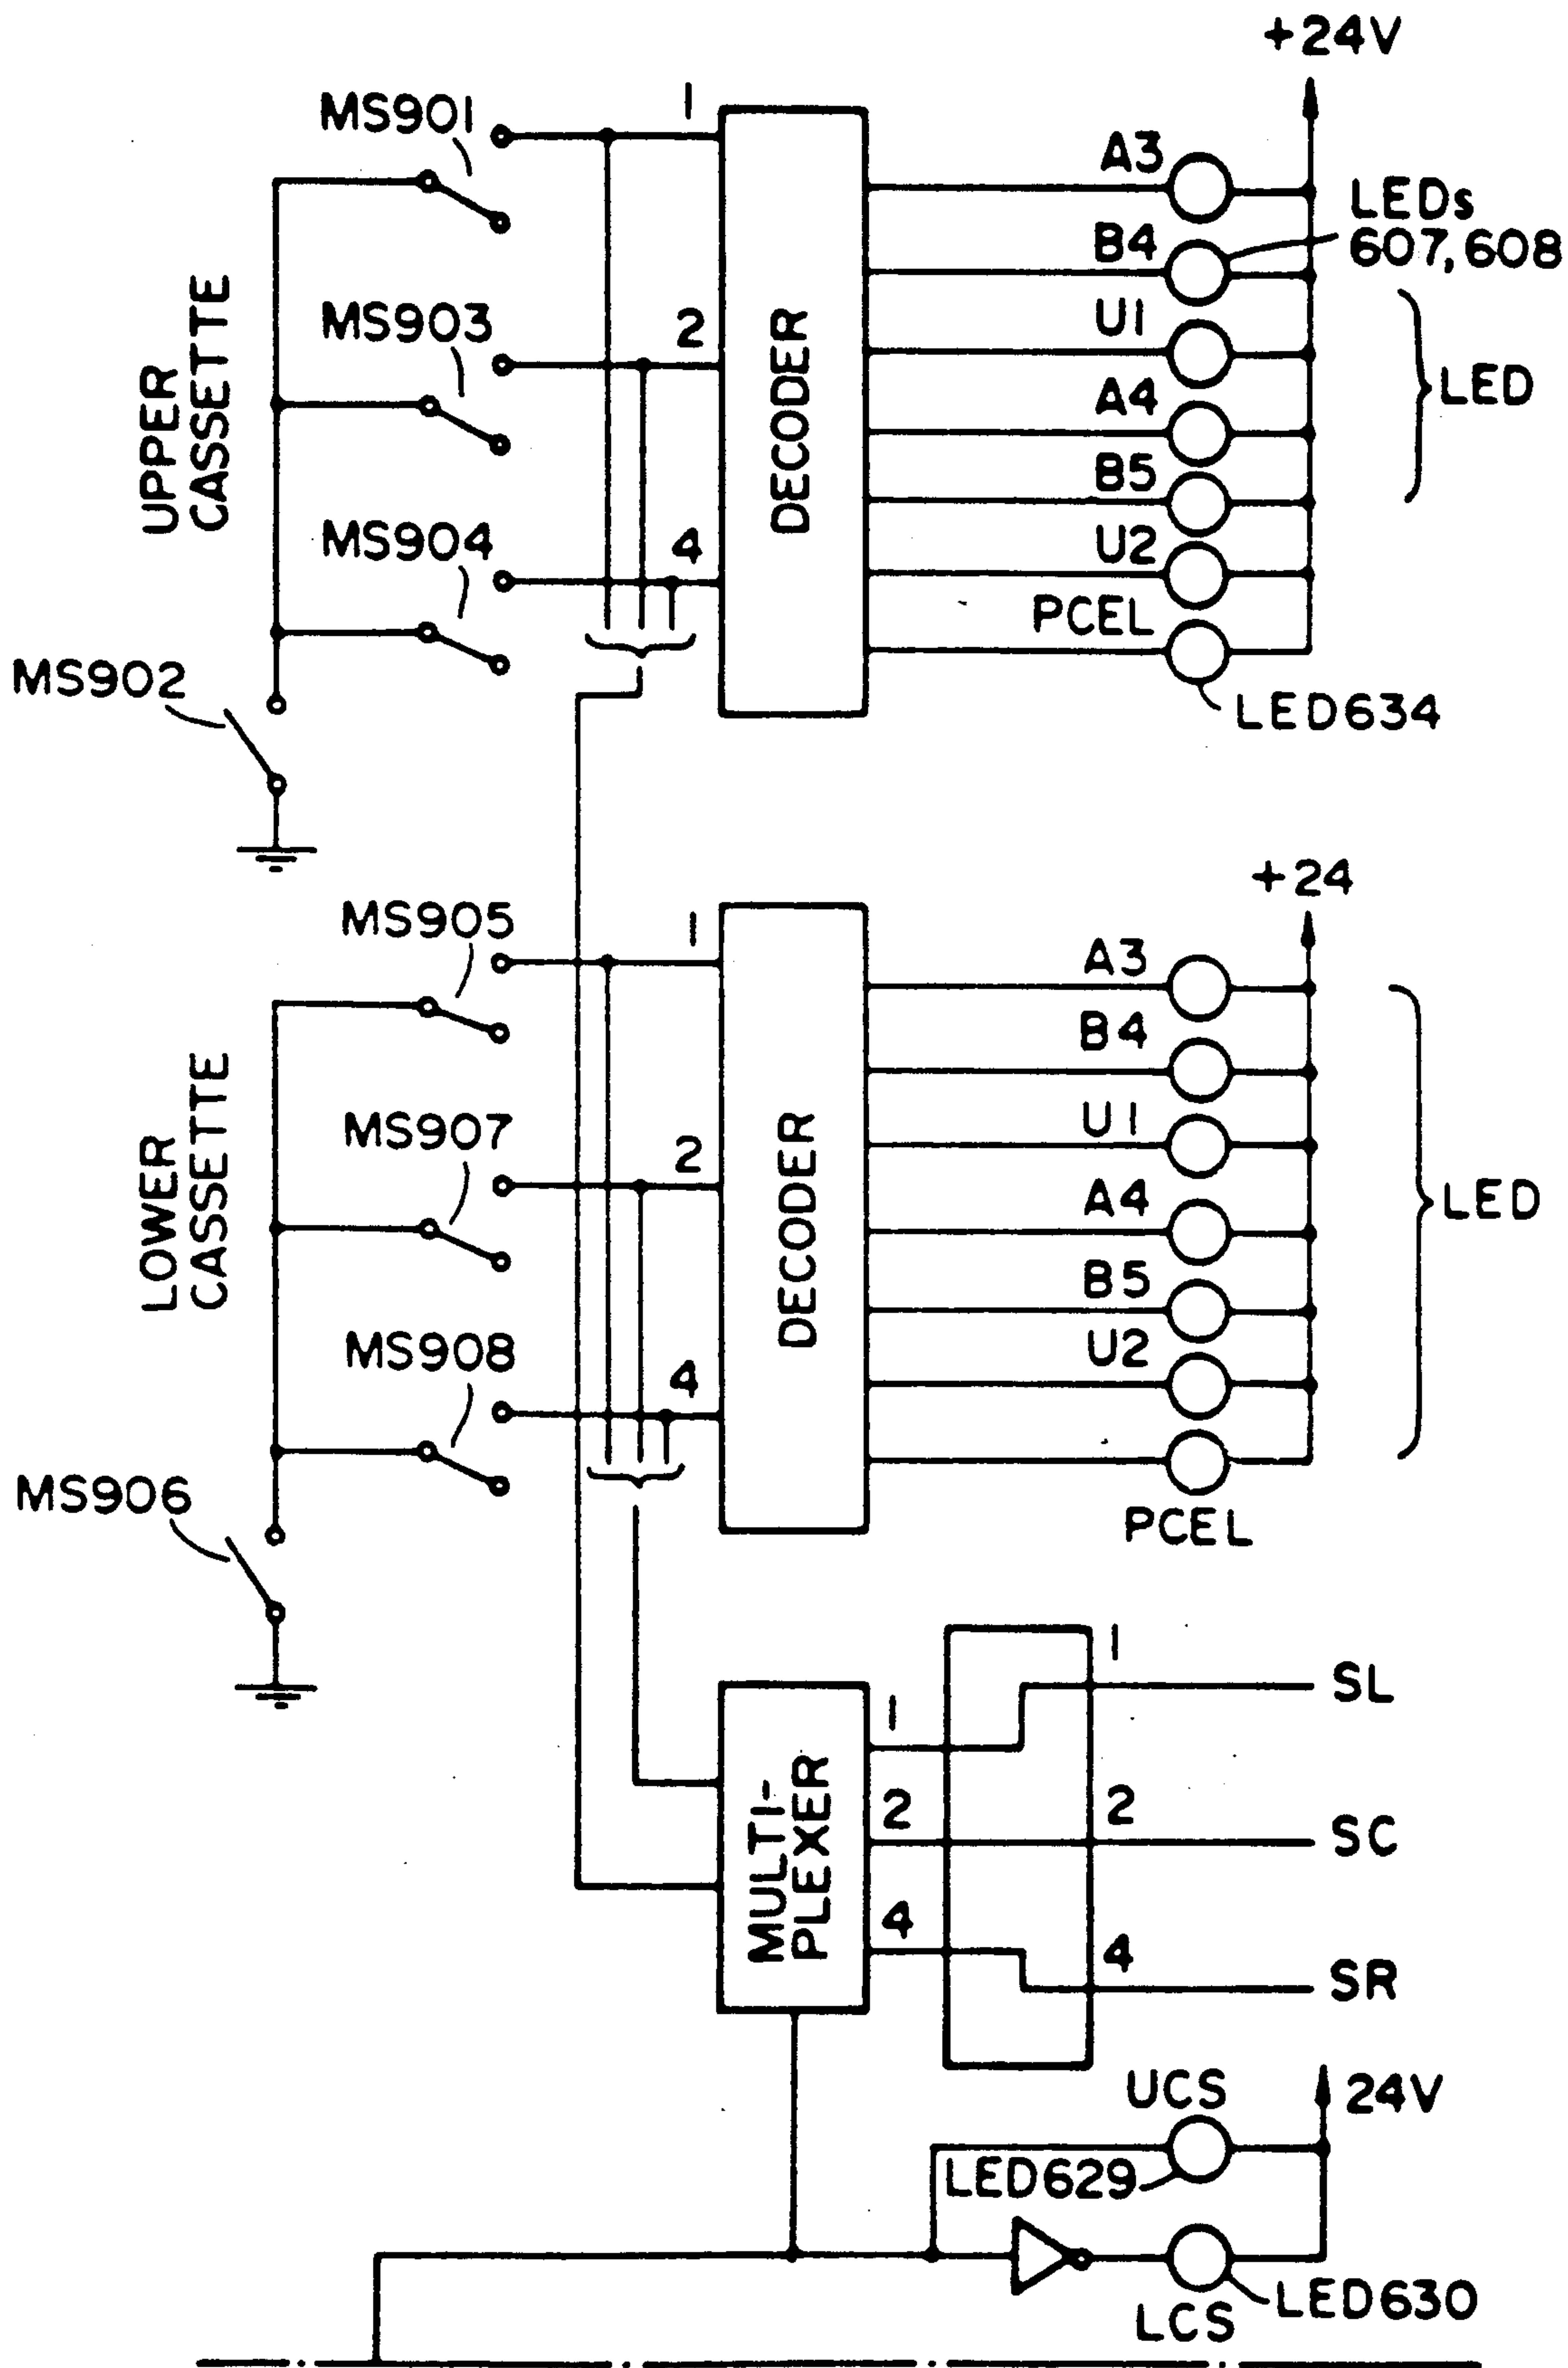 +24V
MS901
1
A3
LEDs
607, 608
B4
UPPER
CASSETTE
MS903
2
DECODER
U1
LED
A4
B5
MS904
4
U2
PCEL
MS902
LED634
+24
MS905
1
A3
B4
LOWER
CASSETTE
MS907
2
DECODER
U1
A4
LED
B5
MS908
4
U2
MS906
PCEL
MULTI-
PLEXER
1
1
SL
2
2
SC
4
4
SR
UCS
24V
LED629
LED630
LCS